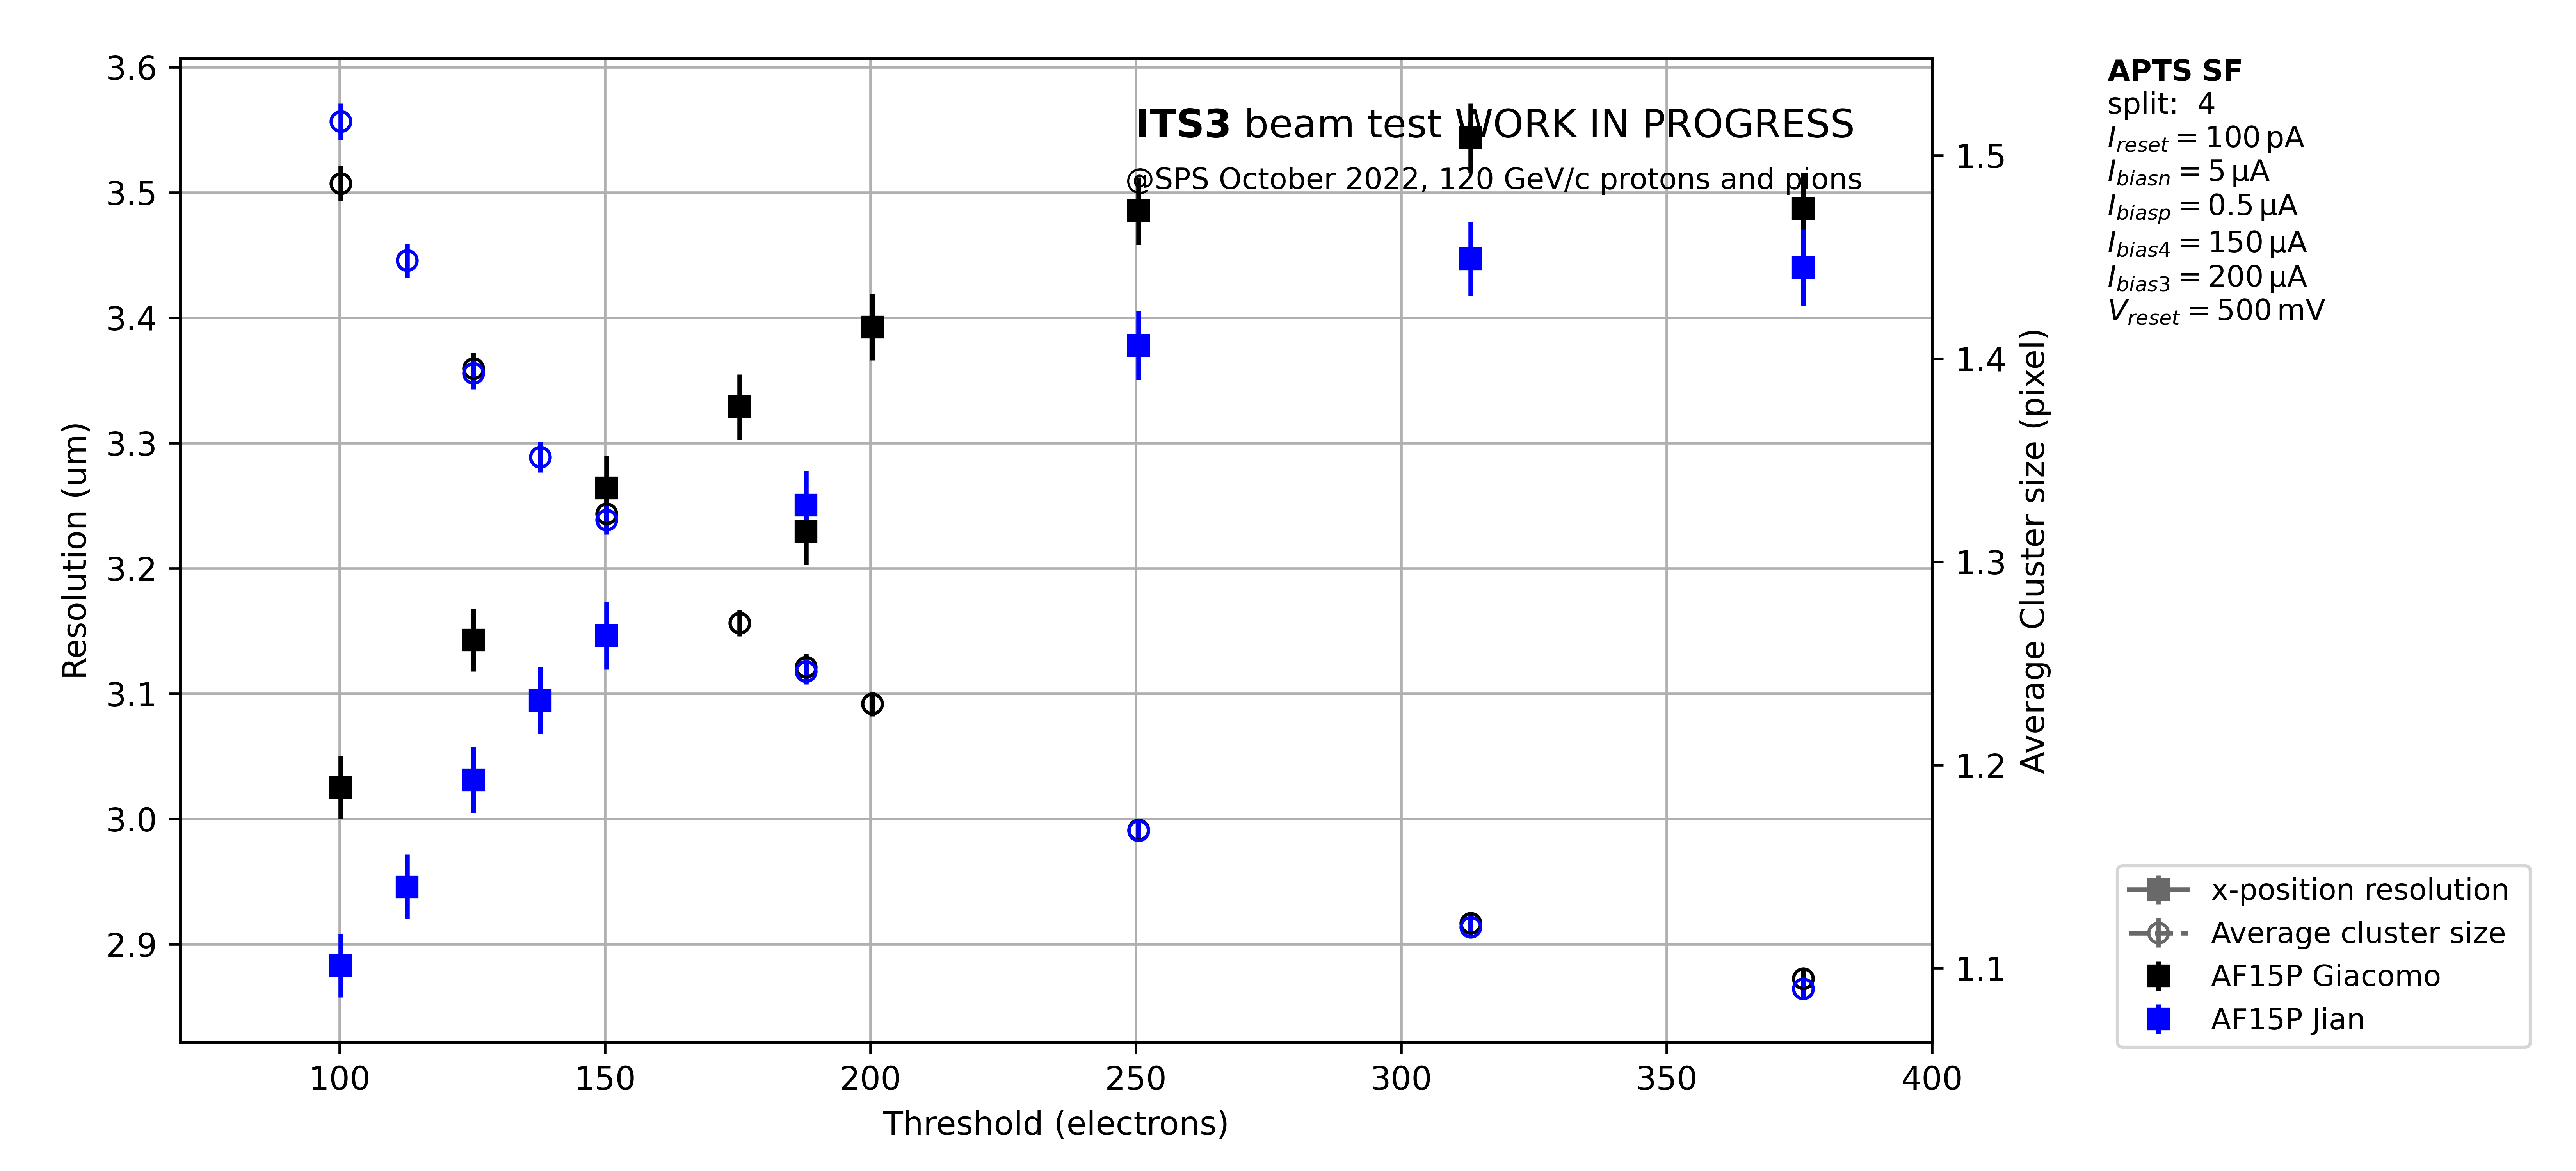 ITS3 beam test WORK IN PROGRESS
@SPS October 2022, 120 GeV/c protons and pions
3.6
3.5
3.4
3.3
3.2
3.1
3.0
2.9
Resolution (um)
100
150
200
250
300
350
400
Threshold (electrons)
1.5
1.4
1.3
1.2
1.1
Average Cluster size (pixel)
APTS SF
split: 4
I_reset = 100 pA
I_biasn = 5 μA
I_biasp = 0.5 μA
I_bias4 = 150 μA
I_bias3 = 200 μA
V_reset = 500 mV
x-position resolution
Average cluster size
AF15P Giacomo
AF15P Jian